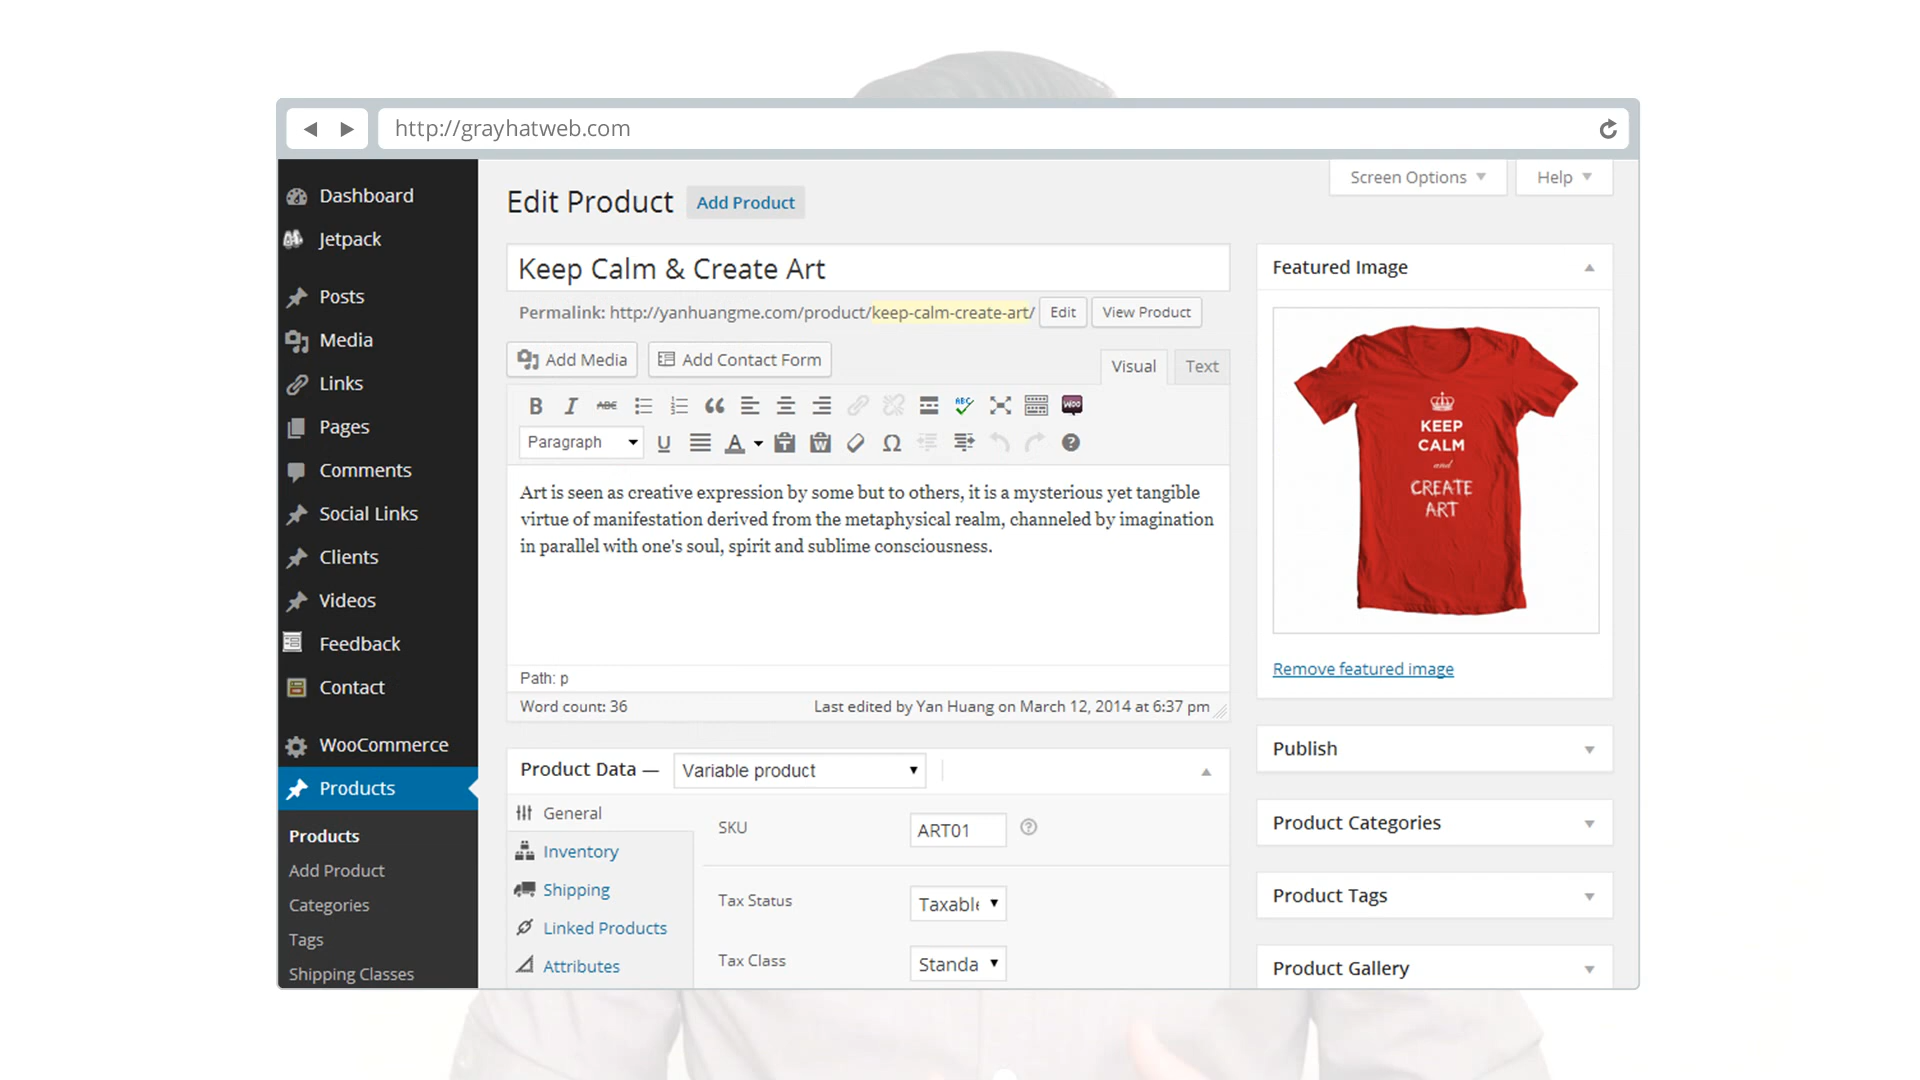 http://grayhatweb.com
Dashboard
Jetpack
Posts
Media
Links
Pages
Comments
Social Links
Clients
Videos
Feedback
Contact
WooCommerce
Products
Products
Add Product
Categories
Tags
Shipping Classes
Screen Options
Help
Edit Product
Add Product
Keep Calm & Create Art
Permalink: http://yanhuangme.com/product/keep-calm-create-art/
Edit
View Product
Add Media
Add Contact Form
Visual
Text
B I ABC
ABC
WOO
Paragraph
U
A
T
W
Ω
?
Art is seen as creative expression by some but to others, it is a mysterious yet tangible
virtue of manifestation derived from the metaphysical realm, channeled by imagination
in parallel with one's soul, spirit and sublime consciousness.
Path: p
Word count: 36
Last edited by Yan Huang on March 12, 2014 at 6:37 pm
Product Data —
Variable product
General
Inventory
Shipping
Linked Products
Attributes
SKU
ART01
?
Tax Status
Taxable
Tax Class
Standa
Featured Image
KEEP
CALM
and
CREATE
ART
Remove featured image
Publish
Product Categories
Product Tags
Product Gallery